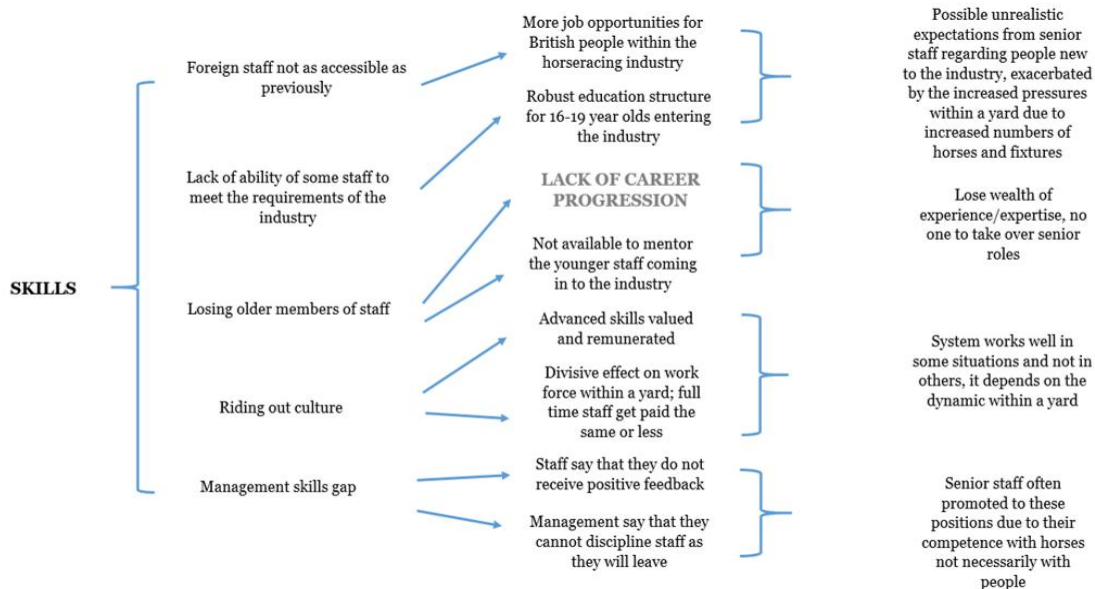 SKILLS
Foreign staff not as accessible as
previously
Lack of ability of some staff to
meet the requirements of the
industry
Losing older members of staff
Riding out culture
Management skills gap
More job opportunities for
British people within the
horseracing industry
Robust education structure
for 16-19 year olds entering
the industry
LACK OF CAREER
PROGRESSION
Not available to mentor
the younger staff coming
in to the industry
Advanced skills valued
and remunerated
Divisive effect on work
force within a yard; full
time staff get paid the
same or less
Staff say that they do not
receive positive feedback
Management say that they
cannot discipline staff as
they will leave
Possible unrealistic
expectations from senior
staff regarding people new
to the industry, exacerbated
by the increased pressures
within a yard due to
increased numbers of
horses and fixtures
Lose wealth of
experience/expertise, no
one to take over senior
roles
System works well in
some situations and not in
others, it depends on the
dynamic within a yard
Senior staff often
promoted to these
positions due to their
competence with horses
not necessarily with
people